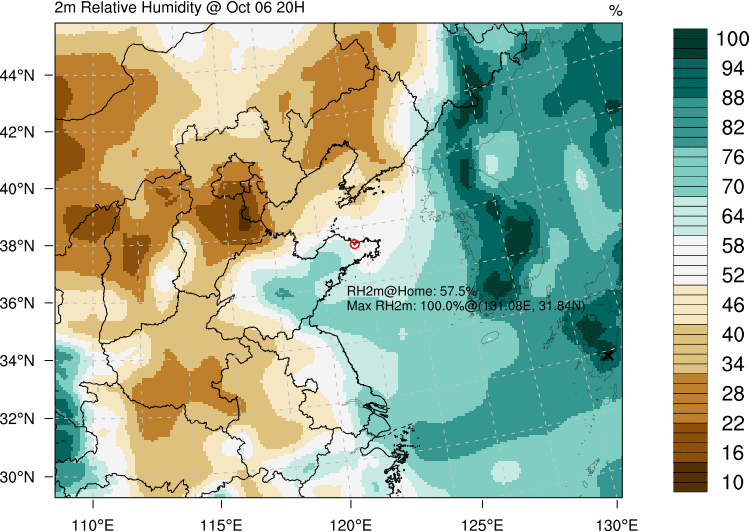 2m Relative Humidity @ Oct 06 20H
%
100
94
88
82
76
70
64
58
52
46
40
34
28
22
16
10
44°N
42°N
40°N
38°N
36°N
34°N
32°N
30°N
RH2m@Home: 57.5%
Max RH2m: 100.0%@(131.08E, 31.84N)
110°E
115°E
120°E
125°E
130°E